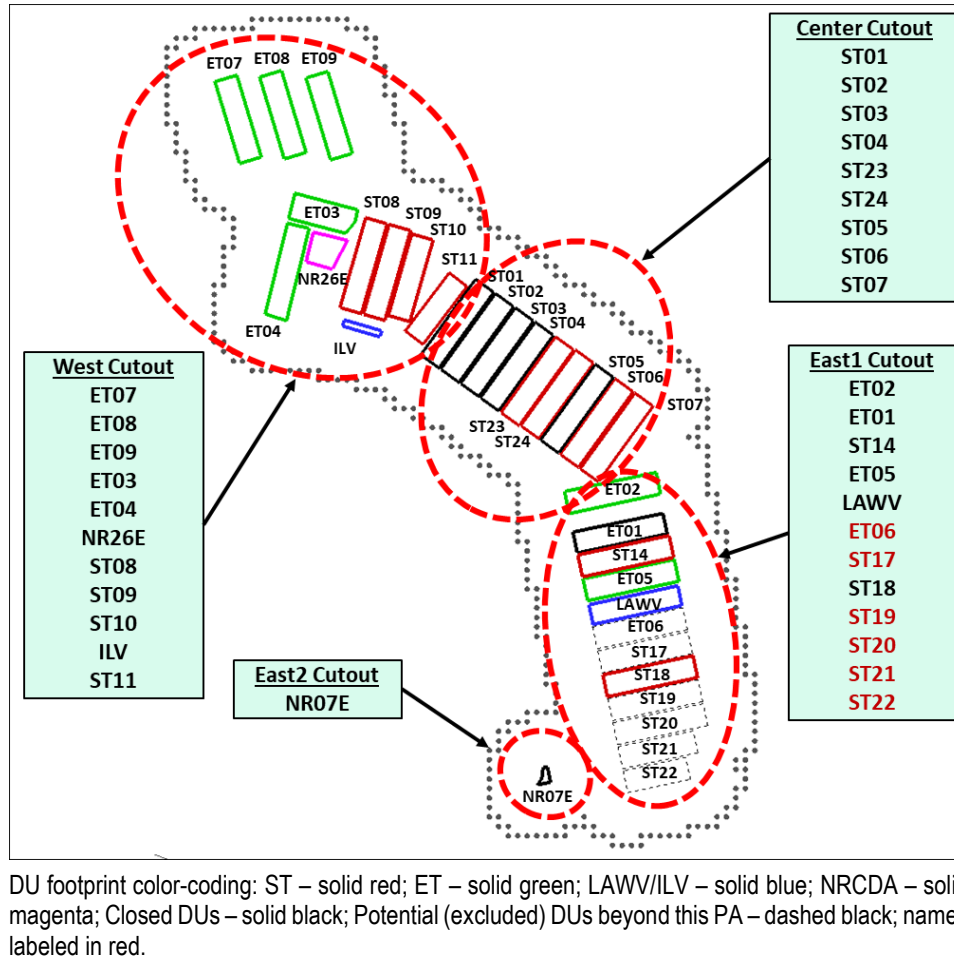 Center Cutout
ST01
ST02
ST03
ST04
ST23
ST24
ST05
ST06
ST07
ET07
ET08
ET09
ET03
ST08
ST09
ST10
NR26E
ST11
ET04
ILV
ST01
ST02
ST03
ST04
ST05
ST06
ST07
ST23
ST24
West Cutout
ET07
ET08
ET09
ET03
ET04
NR26E
ST08
ST09
ST10
ILV
ST11
East1 Cutout
ET02
ET01
ST14
ET05
LAWV
ET06
ST17
ST18
ST19
ST20
ST21
ST22
ET02
ET01
ST14
ET05
LAWV
ET06
ST17
ST18
ST19
ST20
ST21
ST22
East2 Cutout
NR07E
NR07E
DU footprint color-coding: ST – solid red; ET – solid green; LAWV/ILV – solid blue; NRCDA – soli
magenta; Closed DUs – solid black; Potential (excluded) DUs beyond this PA – dashed black; name
labeled in red.